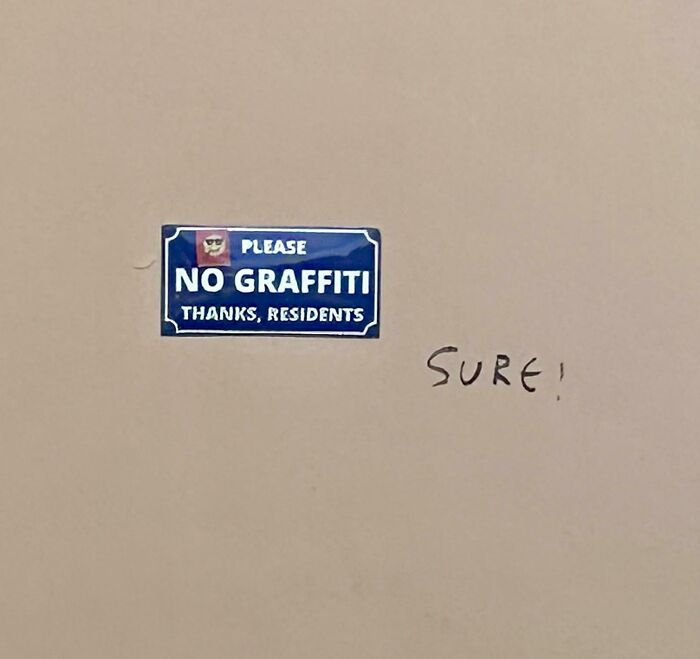 PLEASE
NO GRAFFITI
THANKS, RESIDENTS
SURE!